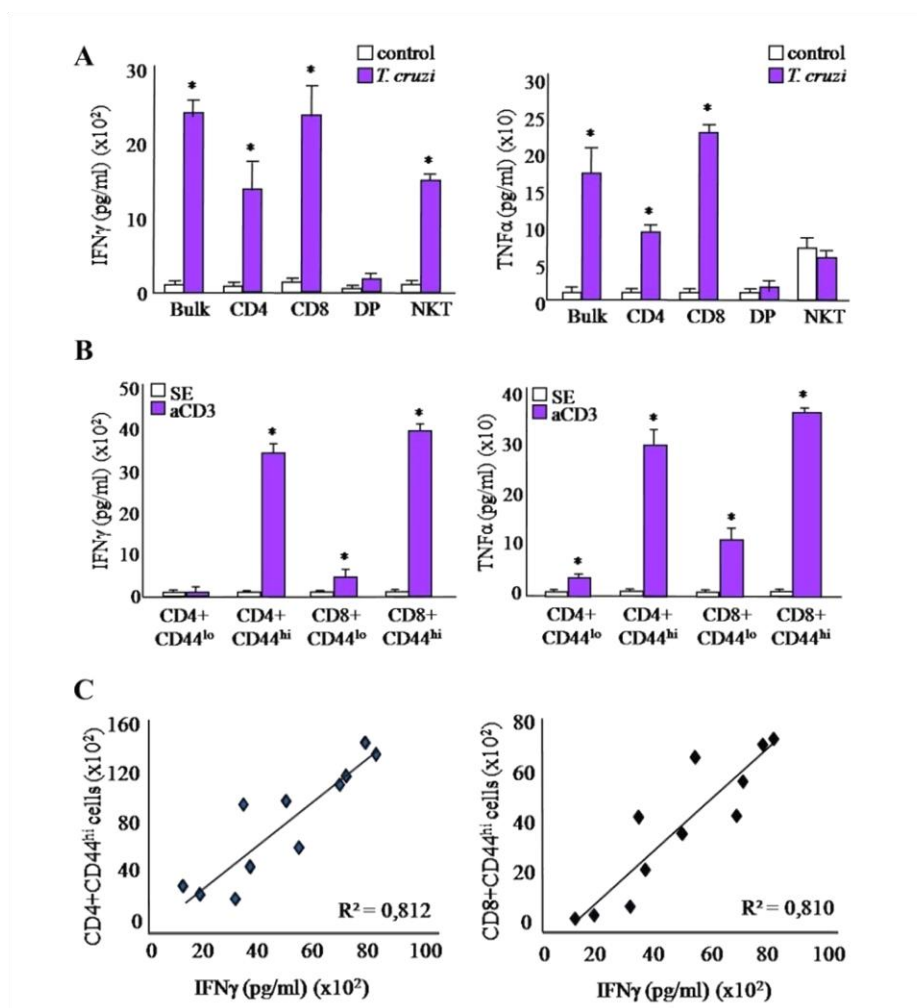 A
control
T. cruzi
IFNγ (pg/ml) (x10²)
30
20
10
0
* * * *
Bulk CD4 CD8 DP NKT
control
T. cruzi
TNFα (pg/ml) (x10)
30
25
20
15
10
5
0
* * *
Bulk CD4 CD8 DP NKT
B
SE
aCD3
IFNγ (pg/ml) (x10²)
50
40
30
20
10
0
* * *
CD4+ CD4+ CD8+ CD8+
CD44lo CD44hi CD44lo CD44hi
SE
aCD3
TNFα (pg/ml) (x10)
40
30
20
10
0
* * * *
CD4+ CD4+ CD8+ CD8+
CD44lo CD44hi CD44lo CD44hi
C
CD4+CD44hi cells (x10²)
160
120
80
40
0
R² = 0,812
0 20 40 60 80 100
IFNγ (pg/ml) (x10²)
CD8+CD44hi cells (x10²)
80
60
40
20
0
R² = 0,810
0 20 40 60 80 100
IFNγ (pg/ml) (x10²)